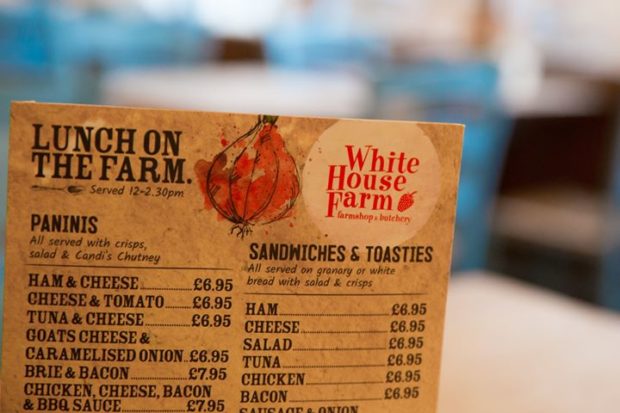 LUNCH ON
THE FARM.
Served 12-2.30pm
White
House
Farm
farmshop & butchery
PANINIS
All served with crisps,
salad & Candi's Chutney
HAM & CHEESE £6.95
CHEESE & TOMATO £6.95
TUNA & CHEESE £6.95
GOATS CHEESE &
CARAMELISED ONION £6.95
BRIE & BACON £7.95
CHICKEN, CHEESE, BACON
& BBQ SAUCE £7.95
SANDWICHES & TOASTIES
All served on granary or white
bread with salad & crisps
HAM £6.95
CHEESE £6.95
SALAD £6.95
TUNA £6.95
CHICKEN £6.95
BACON £6.95
SAUSAGE & ONION